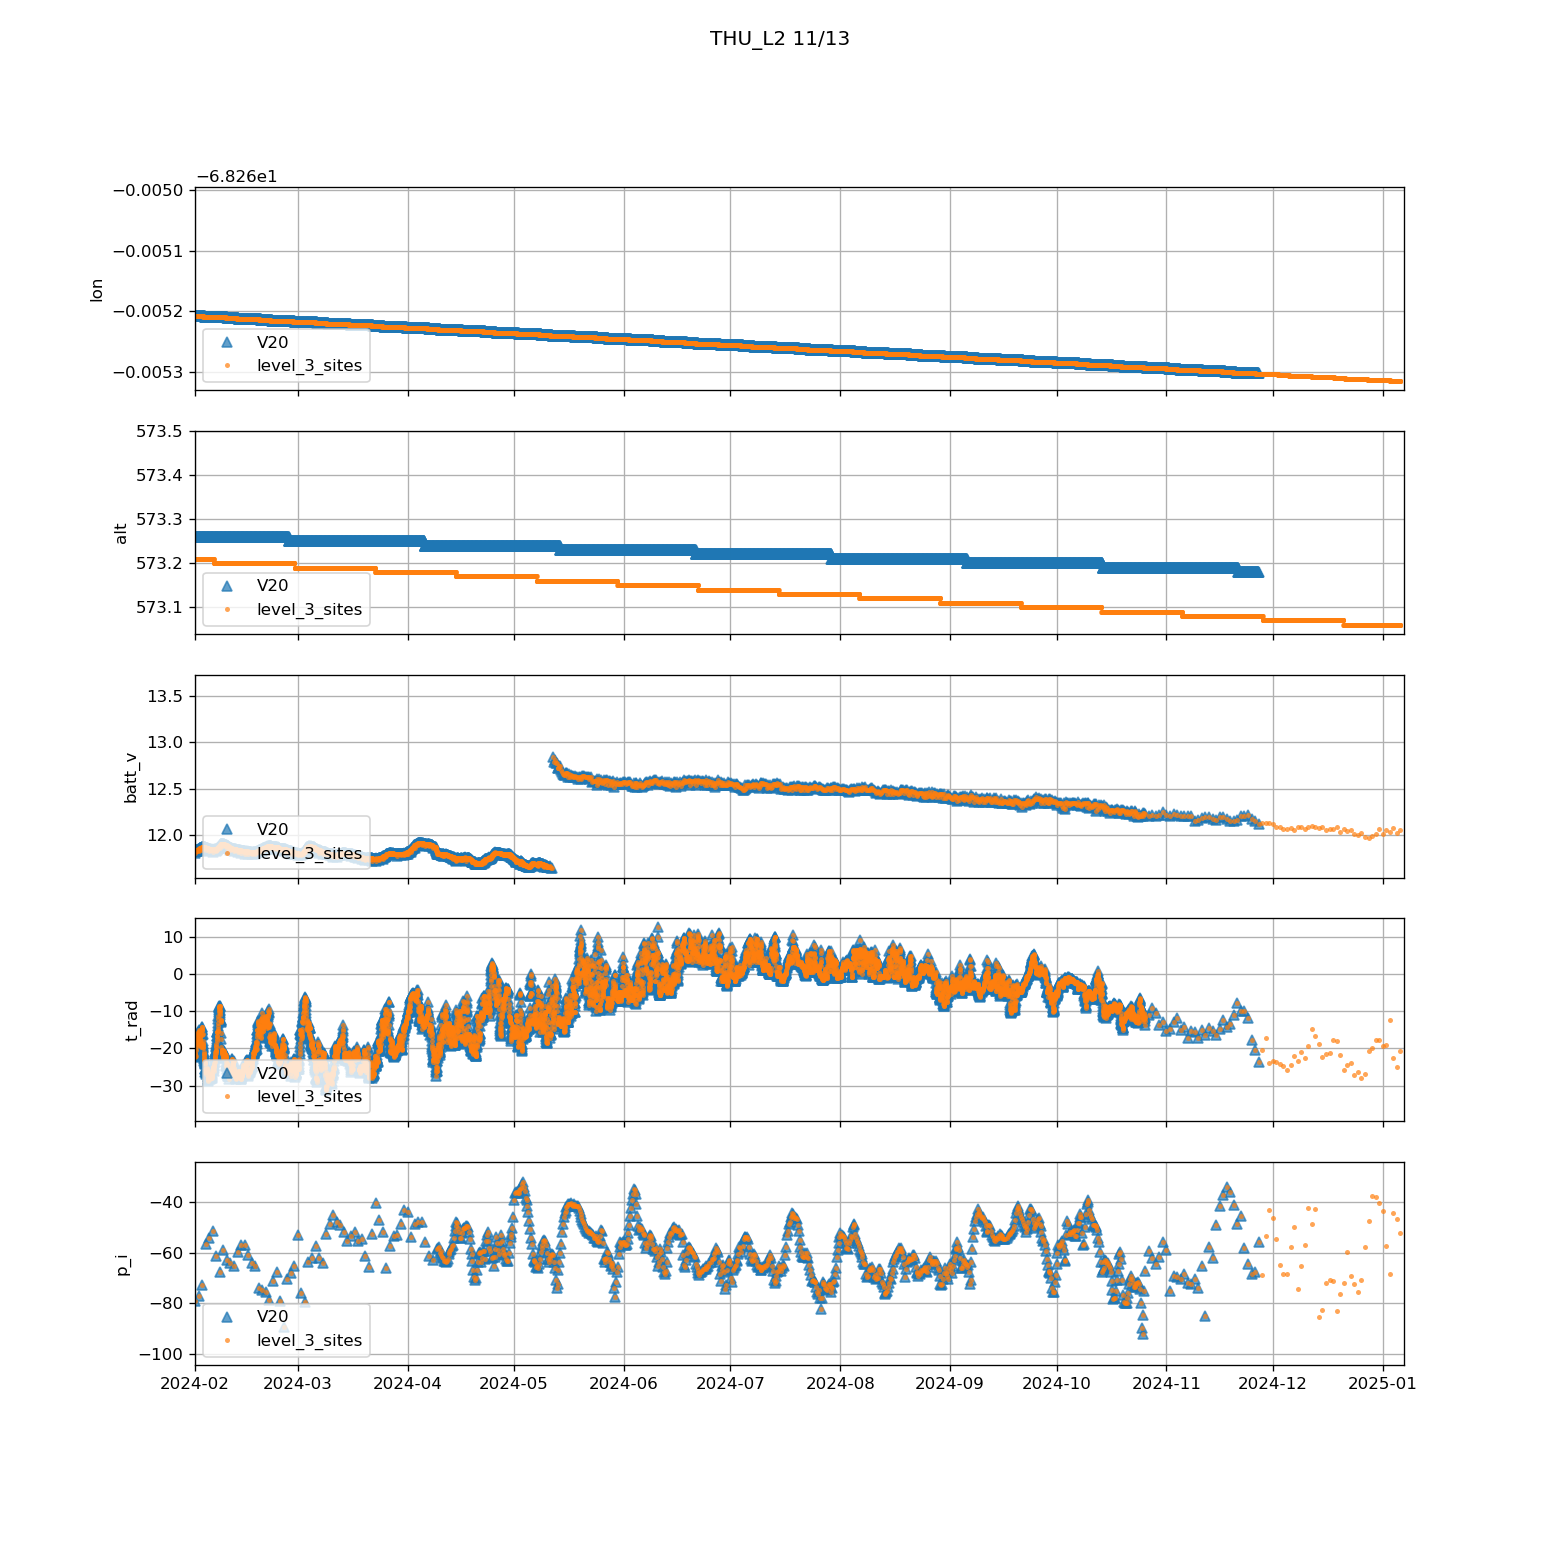 THU_L2 11/13
−6.826e1
−0.0050
−0.0051
−0.0052
−0.0053
lon
V20
level_3_sites
573.5
573.4
573.3
573.2
573.1
alt
V20
level_3_sites
13.5
13.0
12.5
12.0
batt_v
V20
level_3_sites
10
0
−10
−20
−30
t_rad
V20
level_3_sites
−40
−60
−80
−100
p_i
V20
level_3_sites
2024-02 2024-03 2024-04 2024-05 2024-06 2024-07 2024-08 2024-09 2024-10 2024-11 2024-12 2025-01